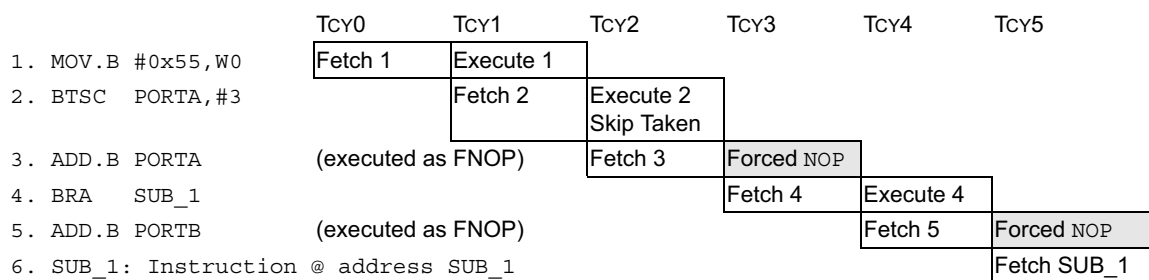 TCY0 TCY1 TCY2 TCY3 TCY4 TCY5
1. MOV.B #0x55,W0 Fetch 1 Execute 1
2. BTSC PORTA,#3 Fetch 2 Execute 2
Skip Taken
3. ADD.B PORTA (executed as FNOP) Fetch 3 Forced NOP
4. BRA SUB_1 Fetch 4 Execute 4
5. ADD.B PORTB (executed as FNOP) Fetch 5 Forced NOP
6. SUB_1: Instruction @ address SUB_1 Fetch SUB_1